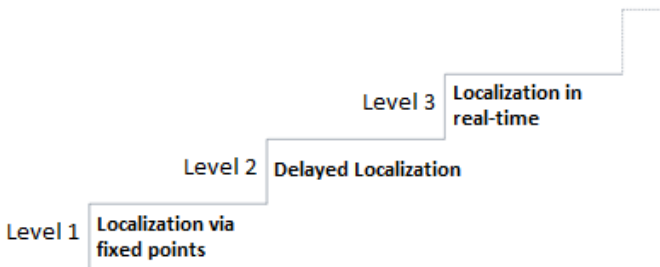 Level 3
Localization in
real-time
Level 2
Delayed Localization
Level 1
Localization via
fixed points